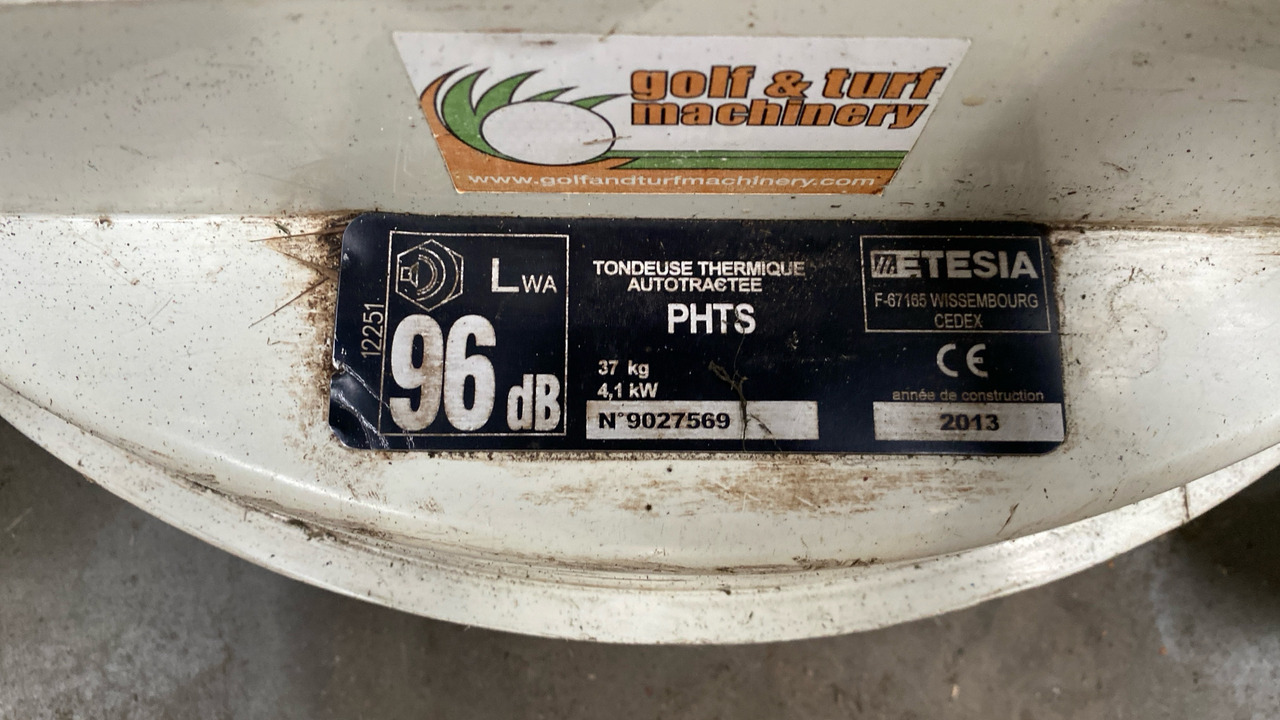 golf & turf
machinery
www.golfandturfmachinery.com
12251
LWA
96 dB
TONDEUSE THERMIQUE
AUTOTRACTEE
PHTS
37 kg
4,1 kW
N°9027569
ETESIA
F-67165 WISSEMBOURG
CEDEX
CE
année de construction
2013